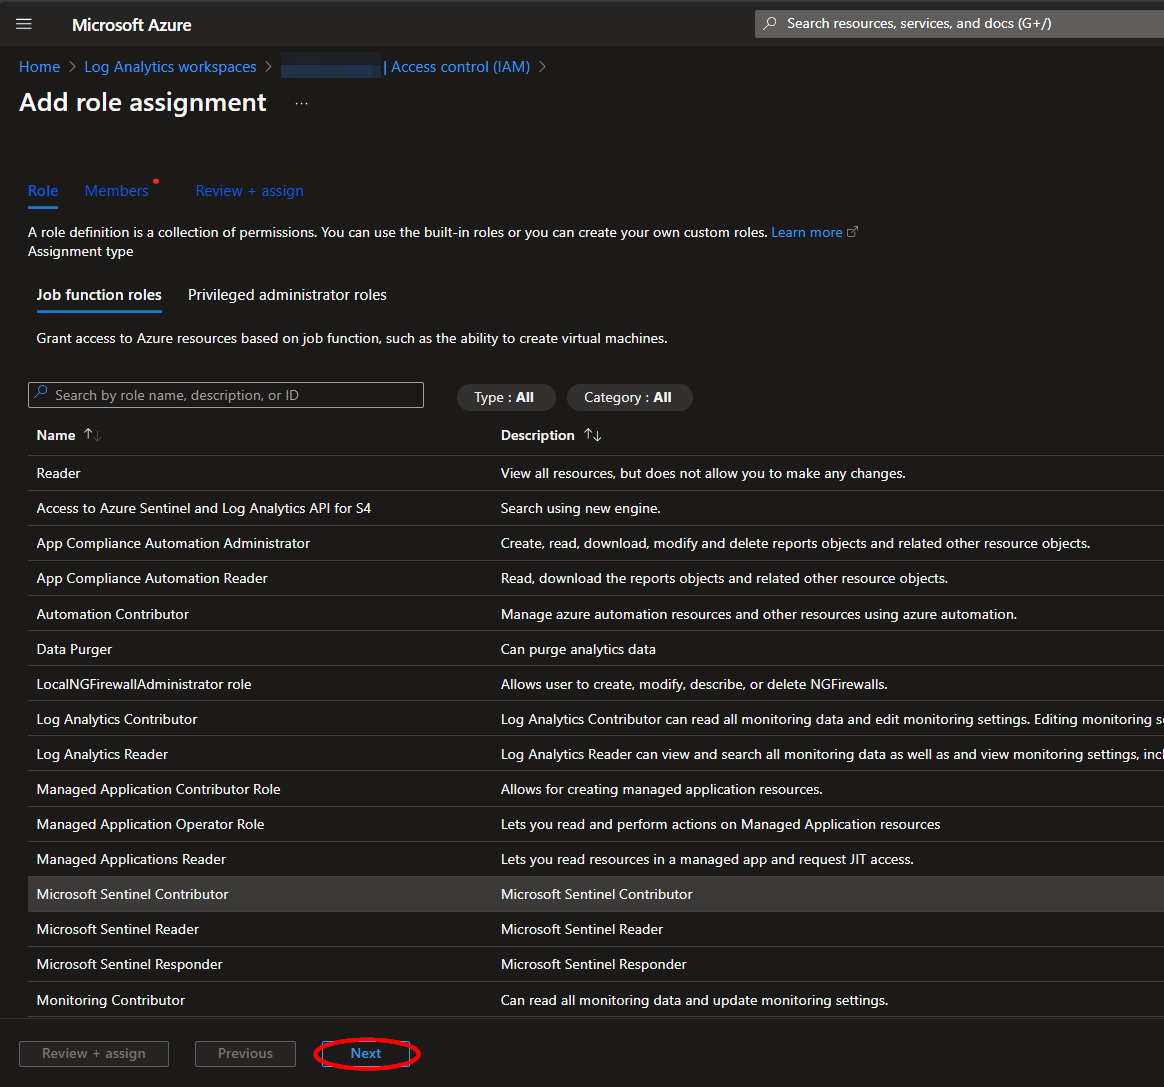 Microsoft Azure
Search resources, services, and docs (G+/)
Home > Log Analytics workspaces > | Access control (IAM) >
Add role assignment ...
Role Members Review + assign
A role definition is a collection of permissions. You can use the built-in roles or you can create your own custom roles. Learn more
Assignment type
Job function roles Privileged administrator roles
Grant access to Azure resources based on job function, such as the ability to create virtual machines.
Search by role name, description, or ID Type : All Category : All
Name ↑↓ Description ↑↓
Reader View all resources, but does not allow you to make any changes.
Access to Azure Sentinel and Log Analytics API for S4 Search using new engine.
App Compliance Automation Administrator Create, read, download, modify and delete reports objects and related other resource objects.
App Compliance Automation Reader Read, download the reports objects and related other resource objects.
Automation Contributor Manage azure automation resources and other resources using azure automation.
Data Purger Can purge analytics data
LocalNGFirewallAdministrator role Allows user to create, modify, describe, or delete NGFirewalls.
Log Analytics Contributor Log Analytics Contributor can read all monitoring data and edit monitoring settings. Editing monitoring
Log Analytics Reader Log Analytics Reader can view and search all monitoring data as well as and view monitoring settings,
Managed Application Contributor Role Allows for creating managed application resources.
Managed Application Operator Role Lets you read and perform actions on Managed Application resources
Managed Applications Reader Lets you read resources in a managed app and request JIT access.
Microsoft Sentinel Contributor Microsoft Sentinel Contributor
Microsoft Sentinel Reader Microsoft Sentinel Reader
Microsoft Sentinel Responder Microsoft Sentinel Responder
Monitoring Contributor Can read all monitoring data and update monitoring settings.
Review + assign Previous Next